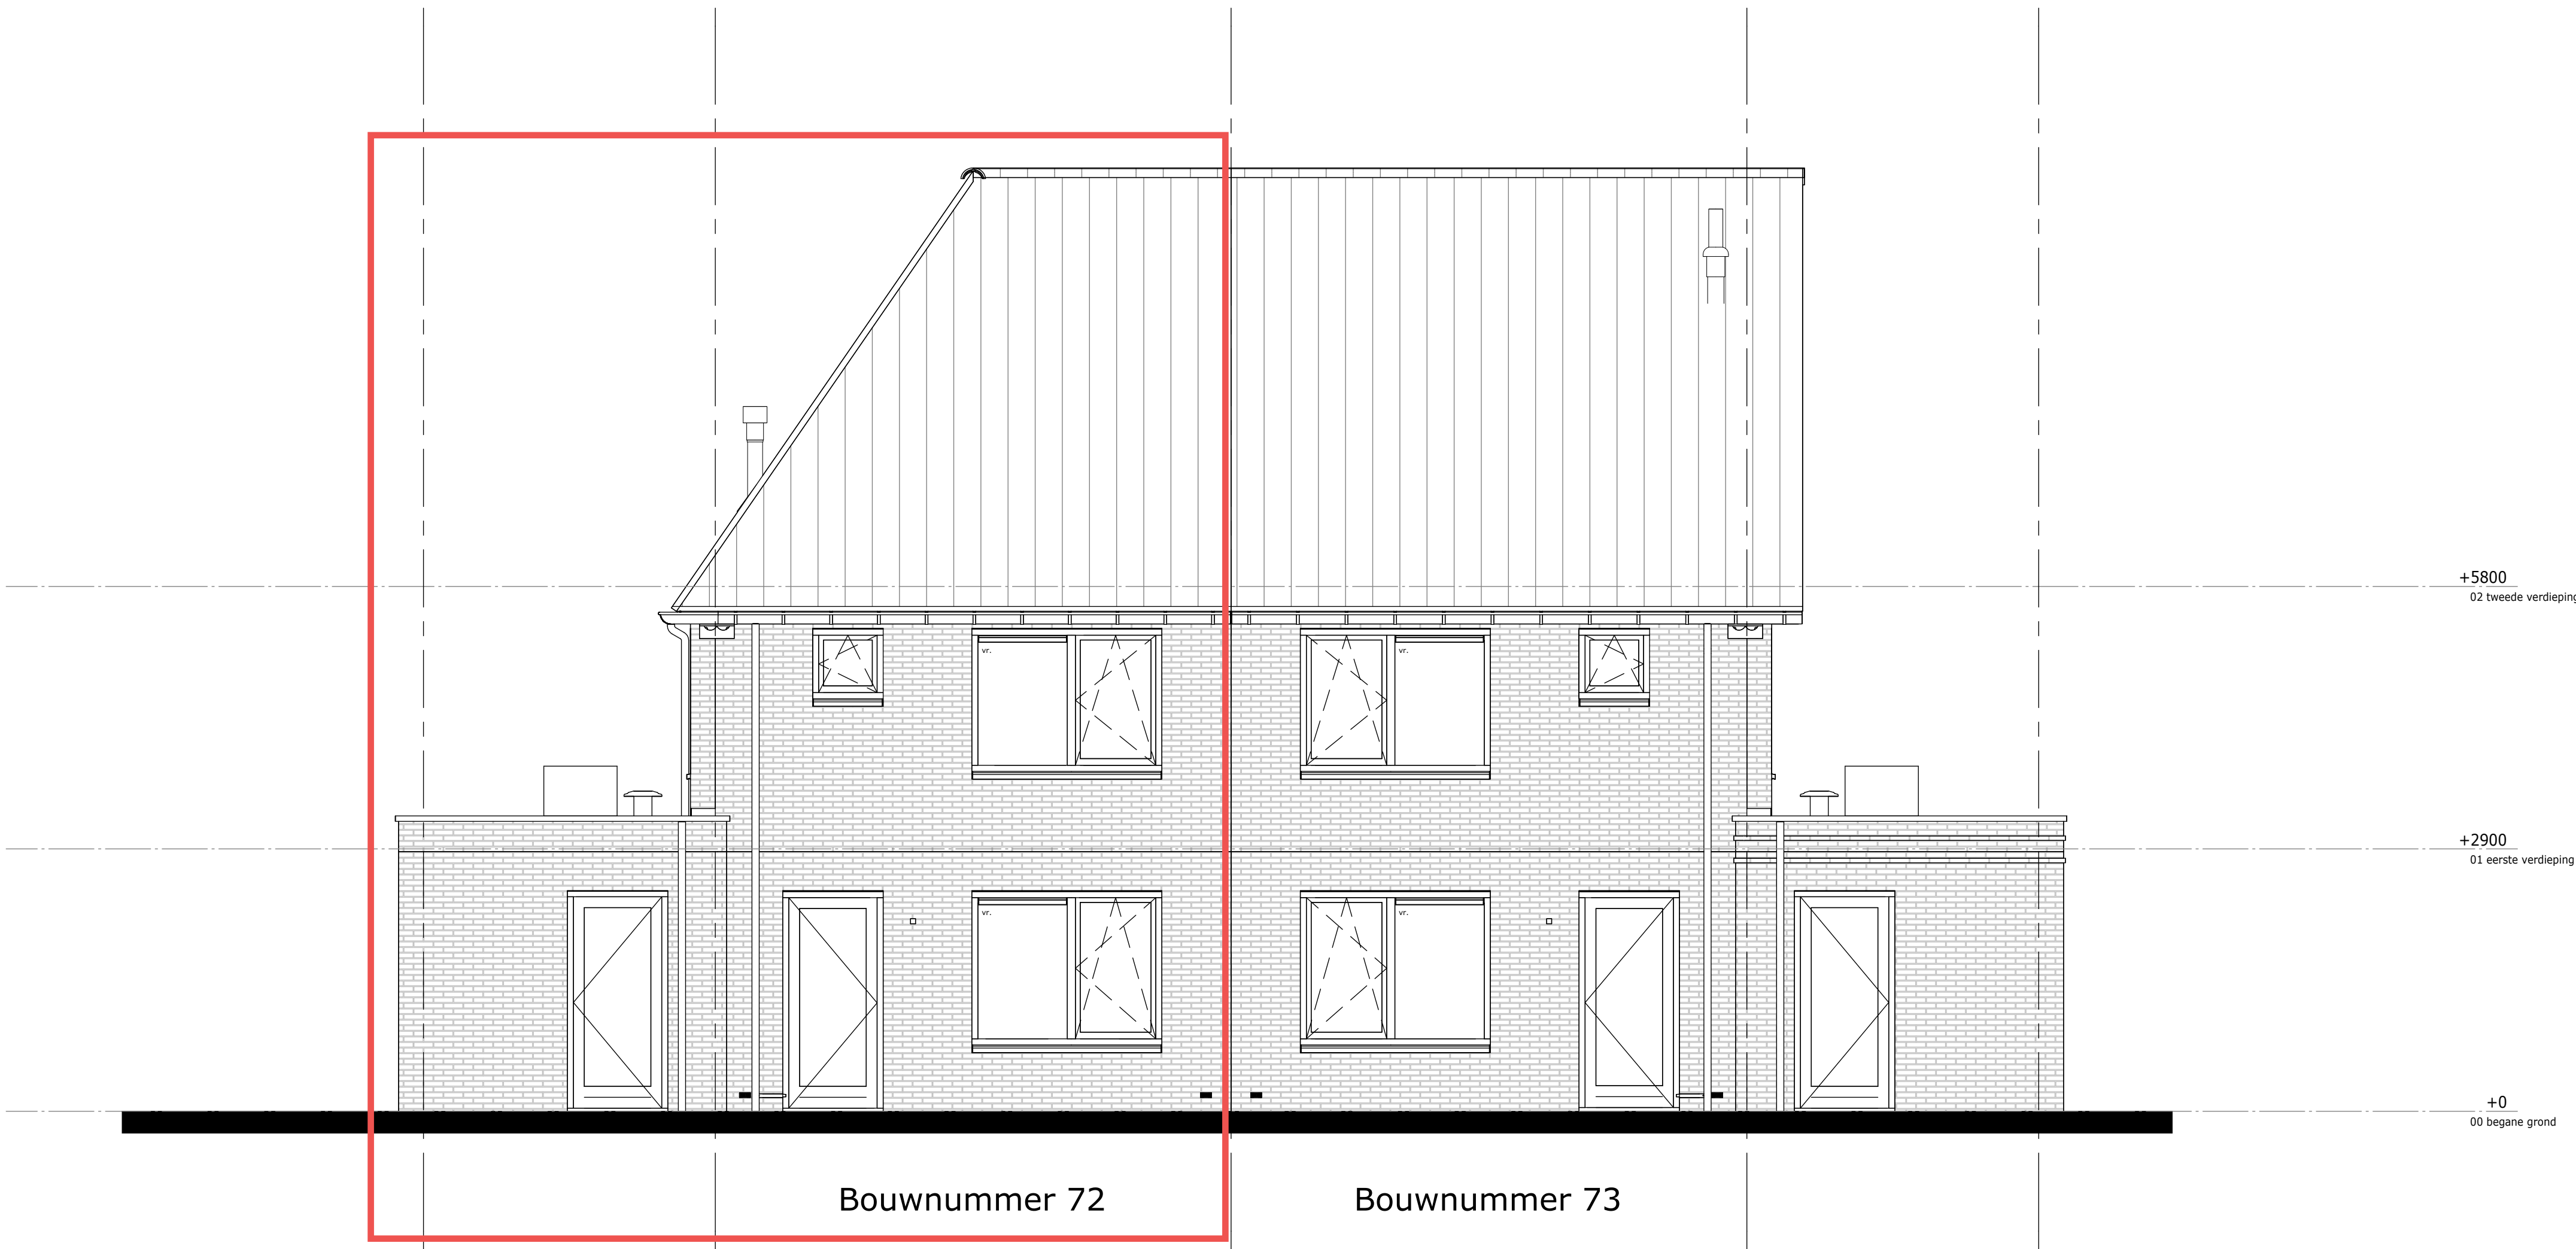 +5800
02 tweede verdieping
vr.
vr.
+2900
01 eerste verdieping
vr.
vr.
+0
00 begane grond
Bouwnummer 72
Bouwnummer 73